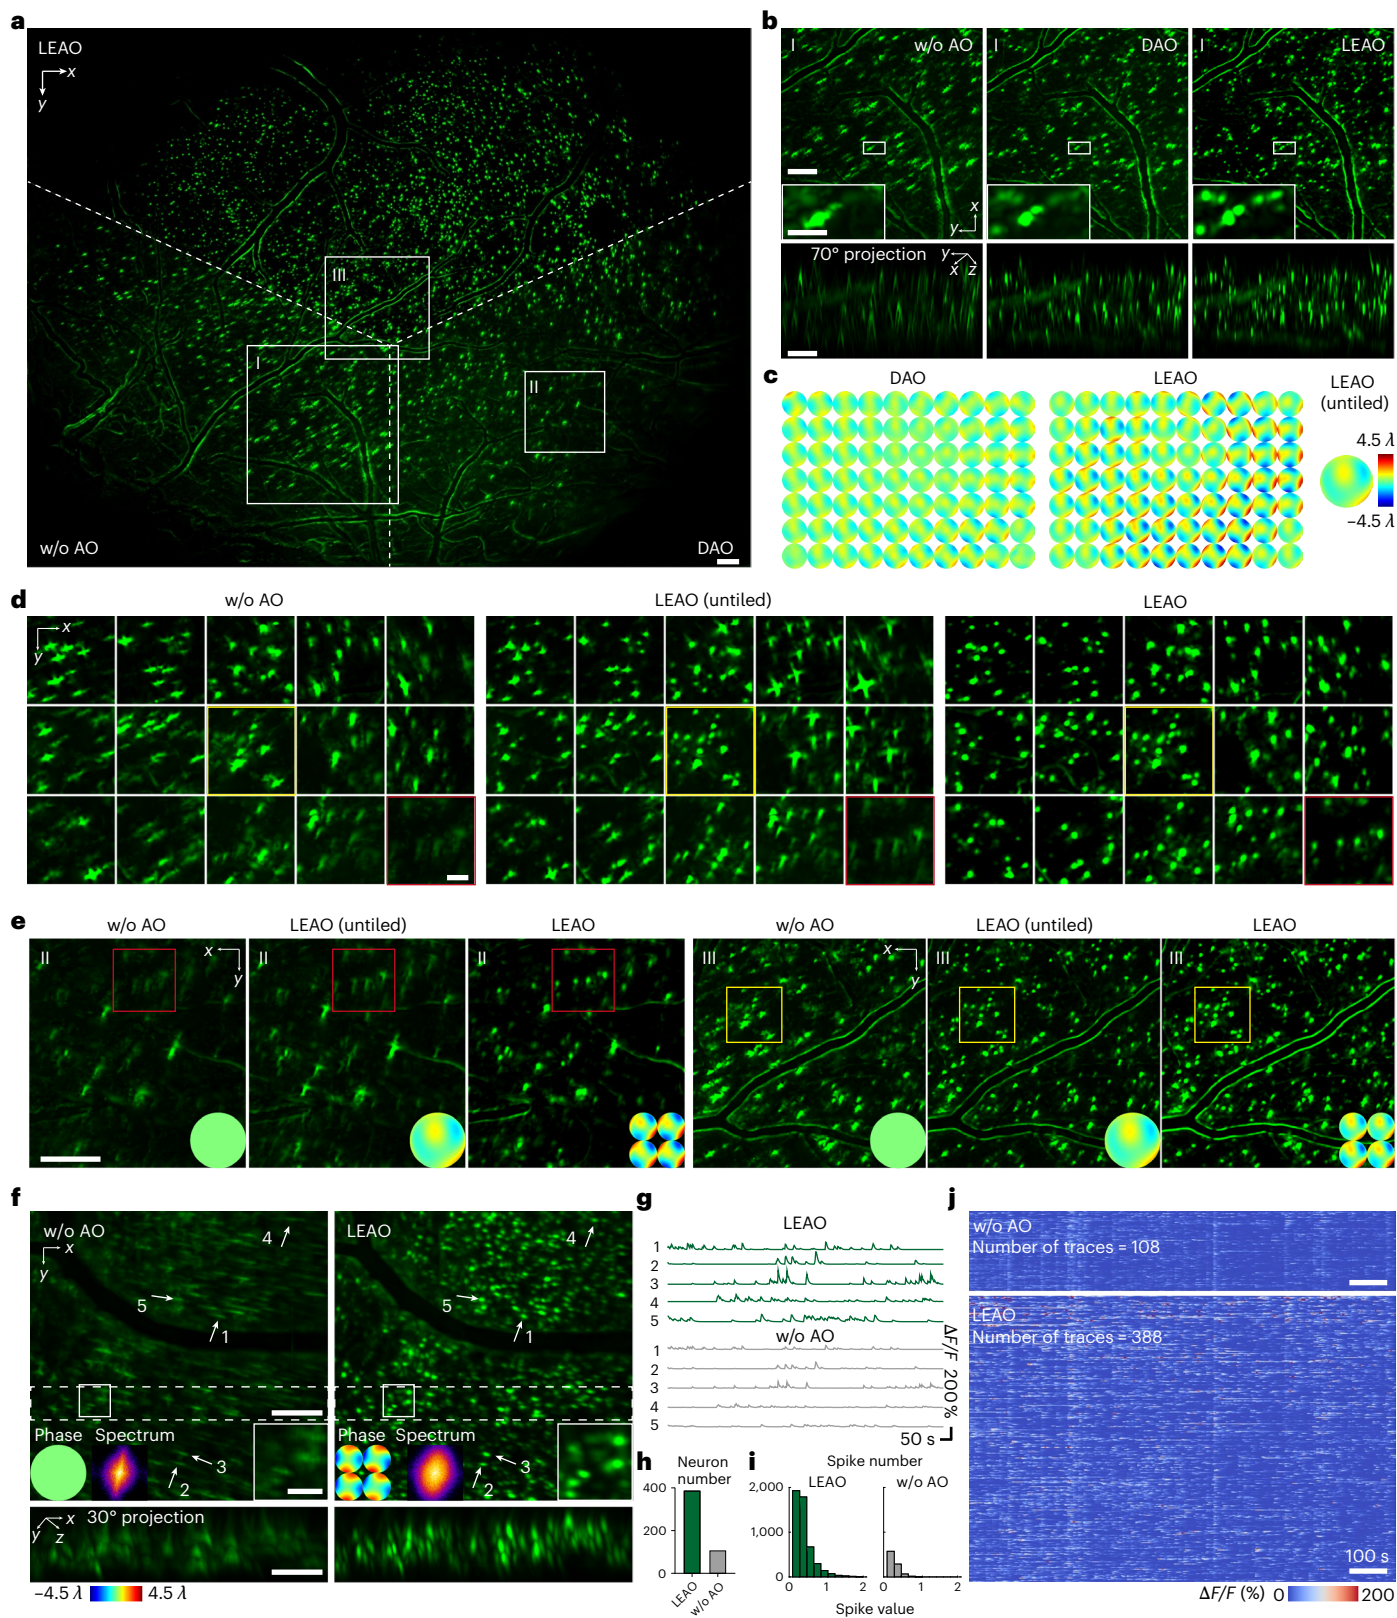 a
LEAO
x
y
III
I
II
w/o AO
DAO
b
I
w/o AO
I
DAO
I
LEAO
x
y
70° projection
y
x
z
c
DAO
LEAO
LEAO
(untiled)
4.5 λ
−4.5 λ
d
w/o AO
LEAO (untiled)
LEAO
x
y
e
w/o AO
LEAO (untiled)
LEAO
w/o AO
LEAO (untiled)
LEAO
II
x
y
II
II
III
x
y
III
III
f
w/o AO
x
y
4
5
1
Phase
Spectrum
3
2
LEAO
4
5
1
Phase
Spectrum
3
2
y
x
z
30° projection
−4.5 λ
4.5 λ
g
LEAO
1
2
3
4
5
w/o AO
1
2
3
4
5
ΔF/F 200%
50 s
h
Neuron
number
400
200
0
LEAO
w/o AO
i
Spike number
LEAO
w/o AO
2,000
1,000
0
0
1
2
0
1
2
Spike value
j
w/o AO
Number of traces = 108
LEAO
Number of traces = 388
100 s
ΔF/F (%)
0
200